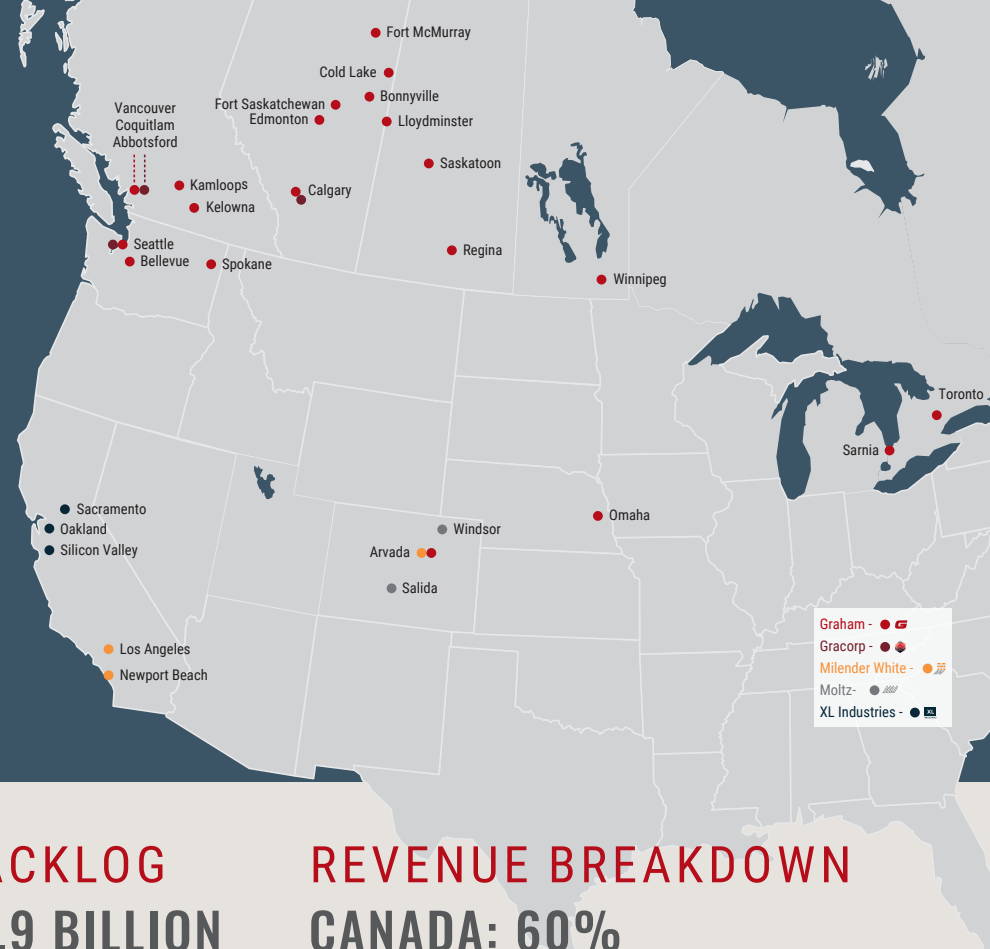 Fort McMurray
Cold Lake
Bonnyville
Fort Saskatchewan
Edmonton
Lloydminster
Vancouver
Coquitlam
Abbotsford
Saskatoon
Kamloops
Calgary
Kelowna
Seattle
Bellevue
Spokane
Regina
Winnipeg
Toronto
Sarnia
Sacramento
Oakland
Silicon Valley
Omaha
Windsor
Arvada
Salida
Los Angeles
Newport Beach
Graham -
Gracorp -
Milender White -
Moltz-
XL Industries - XL
ACKLOG
.9 BILLION
REVENUE BREAKDOWN
CANADA: 60%